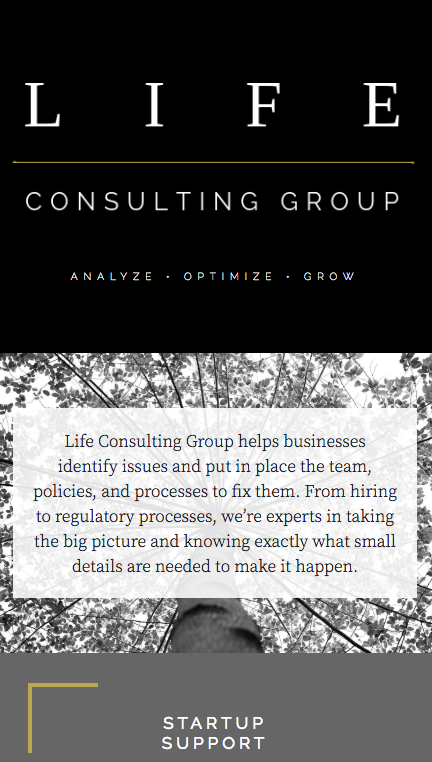 L I F E
CONSULTING GROUP
ANALYZE • OPTIMIZE • GROW
Life Consulting Group helps businesses
identify issues and put in place the team,
policies, and processes to fix them. From hiring
to regulatory processes, we’re experts in taking
the big picture and knowing exactly what small
details are needed to make it happen.
STARTUP
SUPPORT